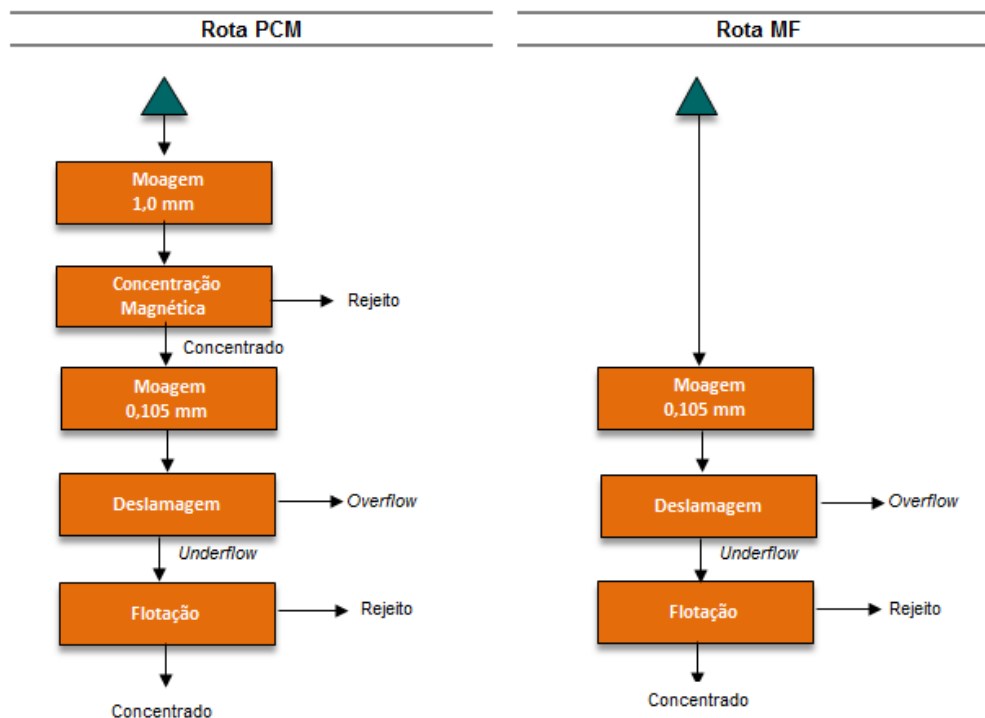 Rota PCM
Moagem
1,0 mm
Concentração
Magnética
Rejeito
Concentrado
Moagem
0,105 mm
Deslamagem
Overflow
Underflow
Flotação
Rejeito
Concentrado
Rota MF
Moagem
0,105 mm
Deslamagem
Overflow
Underflow
Flotação
Rejeito
Concentrado